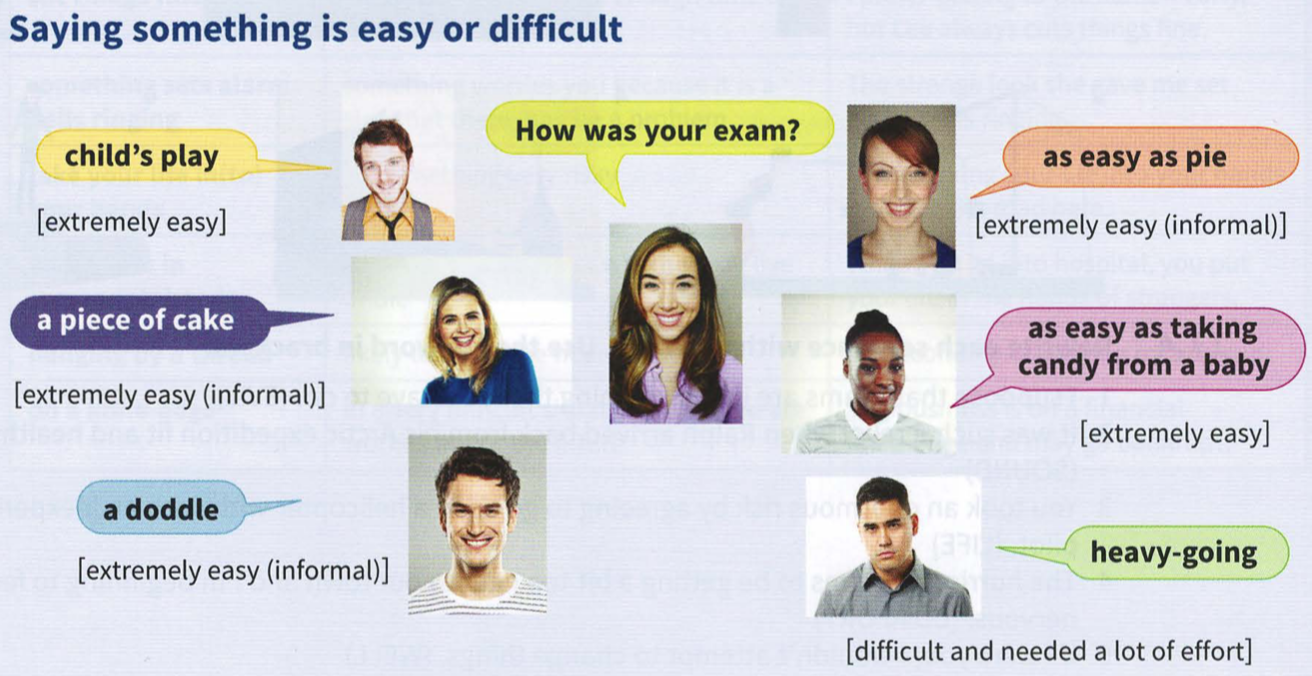 Saying something is easy or difficult
How was your exam?
child's play
[extremely easy]
as easy as pie
[extremely easy (informal)]
a piece of cake
[extremely easy (informal)]
as easy as taking
candy from a baby
[extremely easy]
a doddle
[extremely easy (informal)]
heavy-going
[difficult and needed a lot of effort]